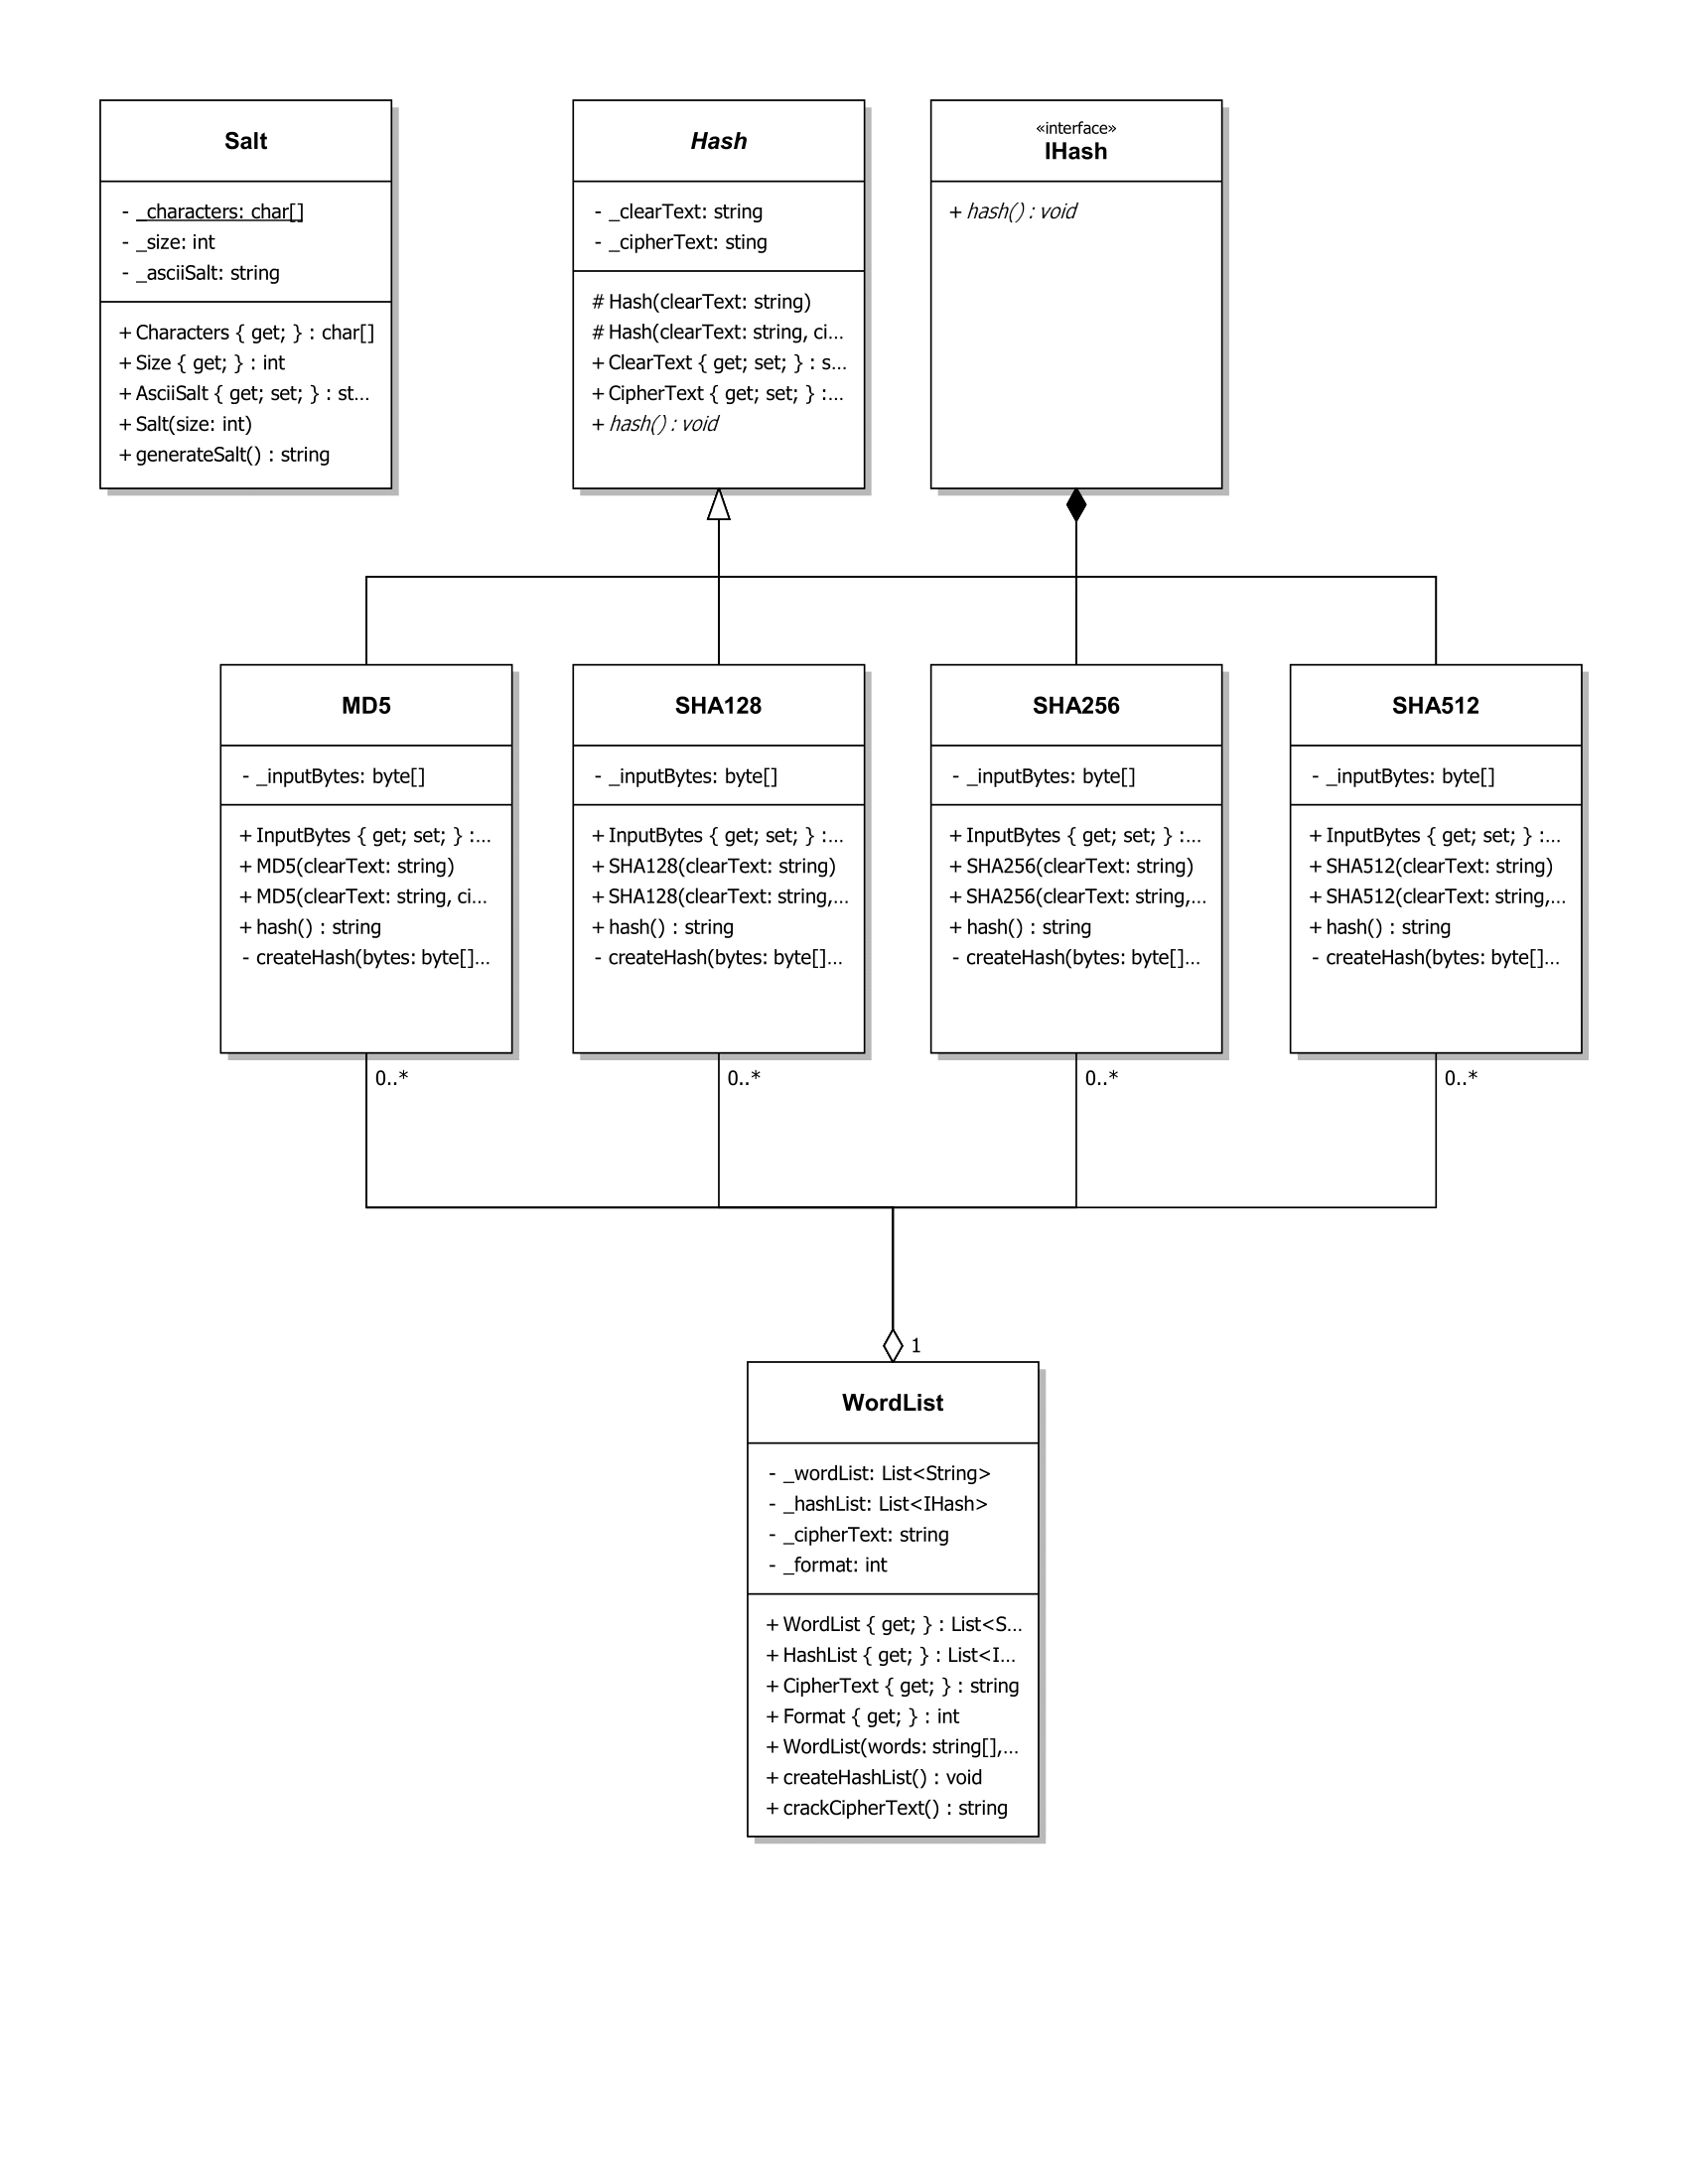 Salt
- _characters: char[]
- _size: int
- _asciiSalt: string
+ Characters { get; } : char[]
+ Size { get; } : int
+ AsciiSalt { get; set; } : st...
+ Salt(size: int)
+ generateSalt() : string
Hash
- _clearText: string
- _cipherText: sting
# Hash(clearText: string)
# Hash(clearText: string, ci...
+ ClearText { get; set; } : s...
+ CipherText { get; set; } :...
+ hash() : void
«interface»
IHash
+ hash() : void
MD5
- _inputBytes: byte[]
+ InputBytes { get; set; } :...
+ MD5(clearText: string)
+ MD5(clearText: string, ci...
+ hash() : string
- createHash(bytes: byte[]...
0..*
SHA128
- _inputBytes: byte[]
+ InputBytes { get; set; } :...
+ SHA128(clearText: string)
+ SHA128(clearText: string,...
+ hash() : string
- createHash(bytes: byte[]...
0..*
SHA256
- _inputBytes: byte[]
+ InputBytes { get; set; } :...
+ SHA256(clearText: string)
+ SHA256(clearText: string,...
+ hash() : string
- createHash(bytes: byte[]...
0..*
SHA512
- _inputBytes: byte[]
+ InputBytes { get; set; } :...
+ SHA512(clearText: string)
+ SHA512(clearText: string,...
+ hash() : string
- createHash(bytes: byte[]...
0..*
1
WordList
- _wordList: List<String>
- _hashList: List<IHash>
- _cipherText: string
- _format: int
+ WordList { get; } : List<S...
+ HashList { get; } : List<I...
+ CipherText { get; } : string
+ Format { get; } : int
+ WordList(words: string[],...
+ createHashList() : void
+ crackCipherText() : string